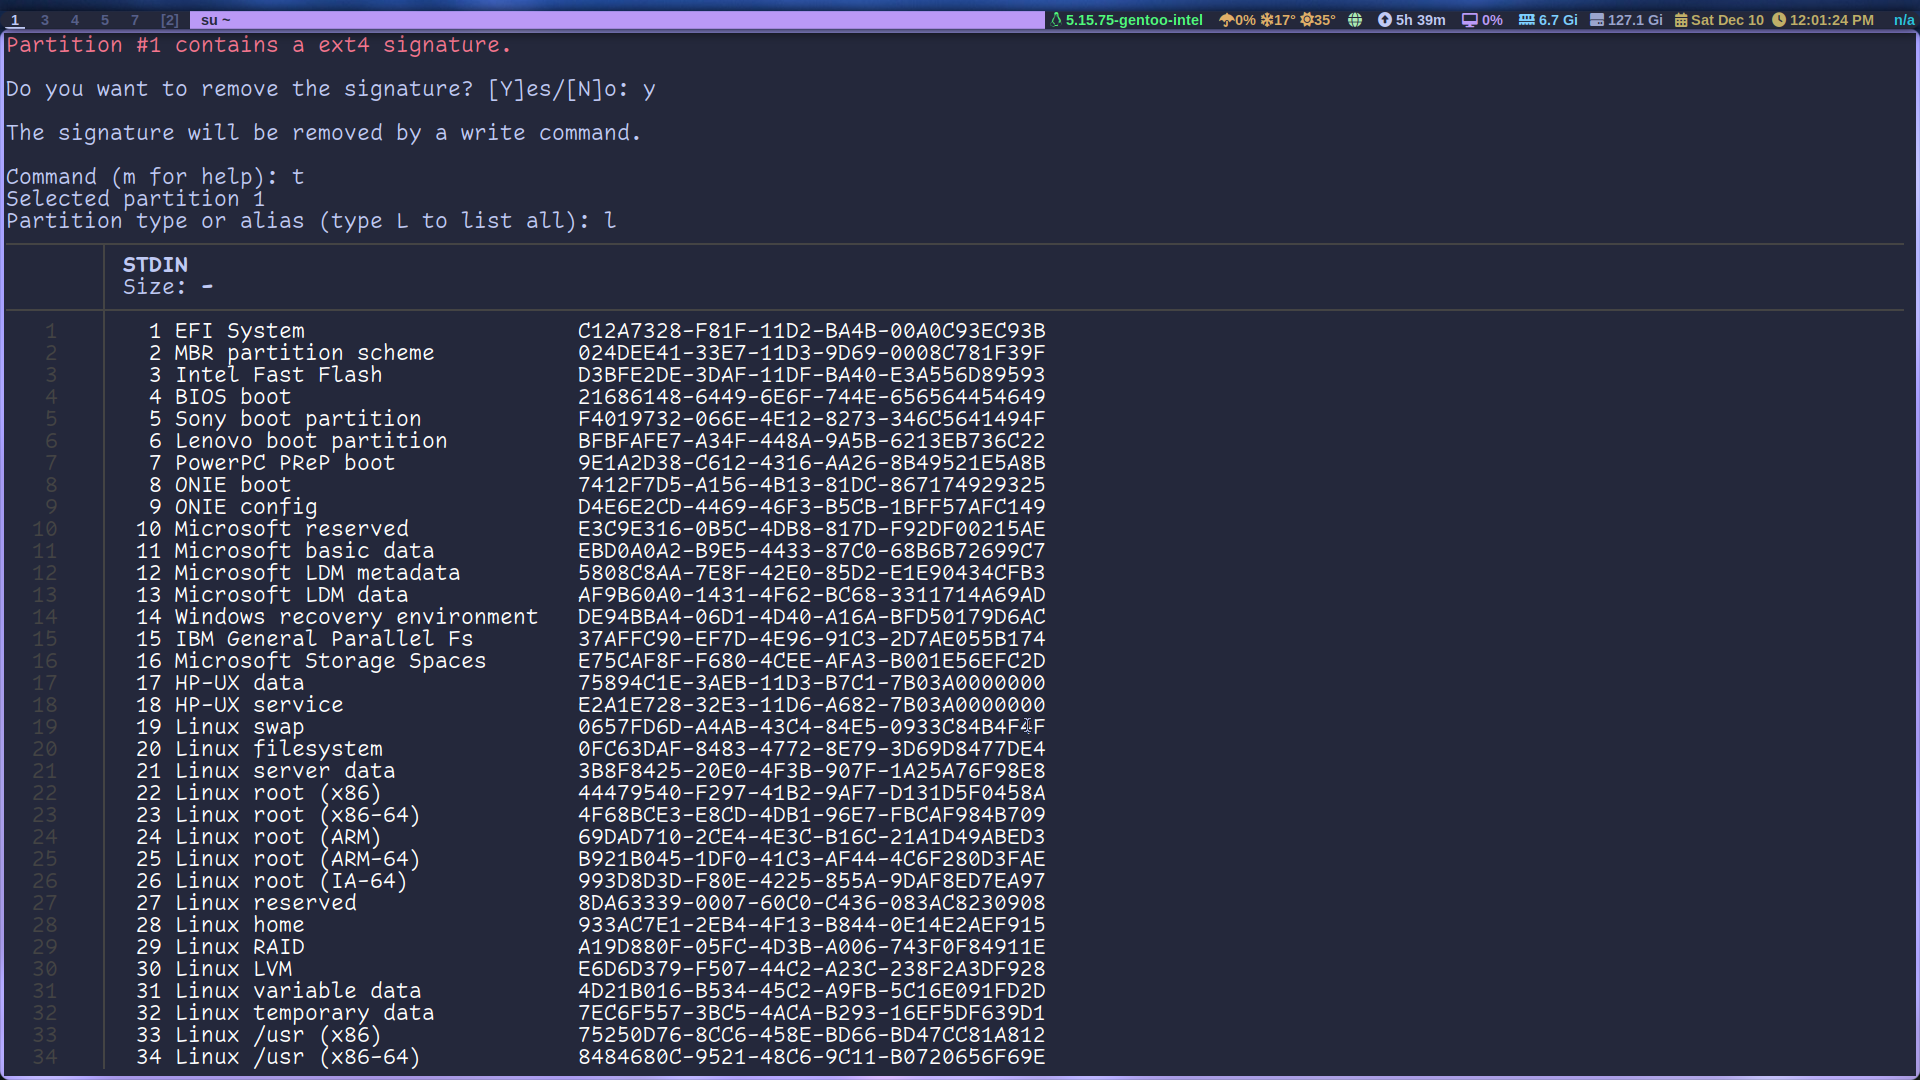 1 3 4 5 7 [2] su ~ 5.15.75-gentoo-intel 0% 17° 35° 5h 39m 0% 6.7 Gi 127.1 Gi Sat Dec 10 12:01:24 PM n/a
Partition #1 contains a ext4 signature.
Do you want to remove the signature? [Y]es/[N]o: y
The signature will be removed by a write command.
Command (m for help): t
Selected partition 1
Partition type or alias (type L to list all): l
STDIN
Size: -
1 1 EFI System C12A7328-F81F-11D2-BA4B-00A0C93EC93B
2 2 MBR partition scheme 024DEE41-33E7-11D3-9D69-0008C781F39F
3 3 Intel Fast Flash D3BFE2DE-3DAF-11DF-BA40-E3A556D89593
4 4 BIOS boot 21686148-6449-6E6F-744E-656564454649
5 5 Sony boot partition F4019732-066E-4E12-8273-346C5641494F
6 6 Lenovo boot partition BFBFAFE7-A34F-448A-9A5B-6213EB736C22
7 7 PowerPC PReP boot 9E1A2D38-C612-4316-AA26-8B49521E5A8B
8 8 ONIE boot 7412F7D5-A156-4B13-81DC-867174929325
9 9 ONIE config D4E6E2CD-4469-46F3-B5CB-1BFF57AFC149
10 10 Microsoft reserved E3C9E316-0B5C-4DB8-817D-F92DF00215AE
11 11 Microsoft basic data EBD0A0A2-B9E5-4433-87C0-68B6B72699C7
12 12 Microsoft LDM metadata 5808C8AA-7E8F-42E0-85D2-E1E90434CFB3
13 13 Microsoft LDM data AF9B60A0-1431-4F62-BC68-3311714A69AD
14 14 Windows recovery environment DE94BBA4-06D1-4D40-A16A-BFD50179D6AC
15 15 IBM General Parallel Fs 37AFFC90-EF7D-4E96-91C3-2D7AE055B174
16 16 Microsoft Storage Spaces E75CAF8F-F680-4CEE-AFA3-B001E56EFC2D
17 17 HP-UX data 75894C1E-3AEB-11D3-B7C1-7B03A0000000
18 18 HP-UX service E2A1E728-32E3-11D6-A682-7B03A0000000
19 19 Linux swap 0657FD6D-A4AB-43C4-84E5-0933C84B4F4F
20 20 Linux filesystem 0FC63DAF-8483-4772-8E79-3D69D8477DE4
21 21 Linux server data 3B8F8425-20E0-4F3B-907F-1A25A76F98E8
22 22 Linux root (x86) 44479540-F297-41B2-9AF7-D131D5F0458A
23 23 Linux root (x86-64) 4F68BCE3-E8CD-4DB1-96E7-FBCAF984B709
24 24 Linux root (ARM) 69DAD710-2CE4-4E3C-B16C-21A1D49ABED3
25 25 Linux root (ARM-64) B921B045-1DF0-41C3-AF44-4C6F280D3FAE
26 26 Linux root (IA-64) 993D8D3D-F80E-4225-855A-9DAF8ED7EA97
27 27 Linux reserved 8DA63339-0007-60C0-C436-083AC8230908
28 28 Linux home 933AC7E1-2EB4-4F13-B844-0E14E2AEF915
29 29 Linux RAID A19D880F-05FC-4D3B-A006-743F0F84911E
30 30 Linux LVM E6D6D379-F507-44C2-A23C-238F2A3DF928
31 31 Linux variable data 4D21B016-B534-45C2-A9FB-5C16E091FD2D
32 32 Linux temporary data 7EC6F557-3BC5-4ACA-B293-16EF5DF639D1
33 33 Linux /usr (x86) 75250D76-8CC6-458E-BD66-BD47CC81A812
34 34 Linux /usr (x86-64) 8484680C-9521-48C6-9C11-B0720656F69E